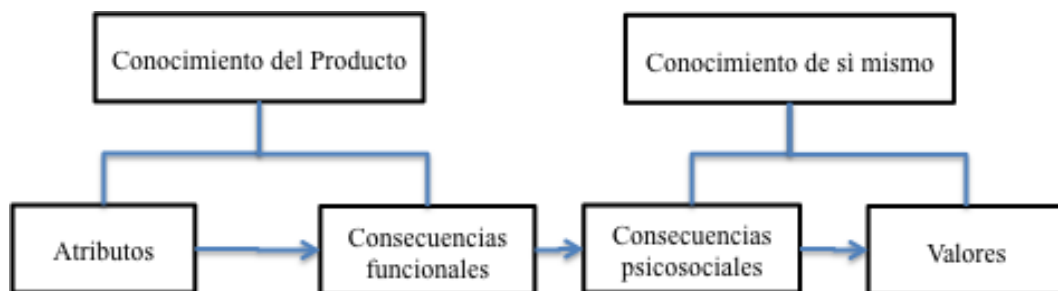 Conocimiento del Producto
Conocimiento de si mismo
Atributos
Consecuencias
funcionales
Consecuencias
psicosociales
Valores